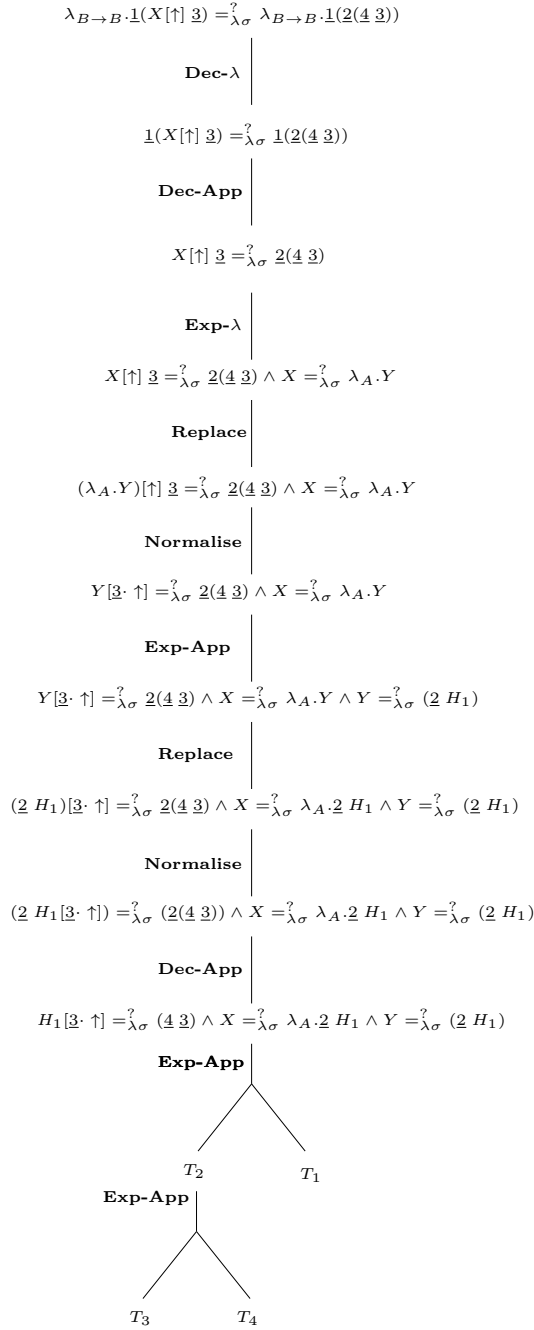 λ_{B→B}.1̲(X[↑] 3̲) =^?_{λσ} λ_{B→B}.1̲(2̲(4̲ 3̲))
Dec-λ
1̲(X[↑] 3̲) =^?_{λσ} 1̲(2̲(4̲ 3̲))
Dec-App
X[↑] 3̲ =^?_{λσ} 2̲(4̲ 3̲)
Exp-λ
X[↑] 3̲ =^?_{λσ} 2̲(4̲ 3̲) ∧ X =^?_{λσ} λ_A.Y
Replace
(λ_A.Y)[↑] 3̲ =^?_{λσ} 2̲(4̲ 3̲) ∧ X =^?_{λσ} λ_A.Y
Normalise
Y[3̲· ↑] =^?_{λσ} 2̲(4̲ 3̲) ∧ X =^?_{λσ} λ_A.Y
Exp-App
Y[3̲· ↑] =^?_{λσ} 2̲(4̲ 3̲) ∧ X =^?_{λσ} λ_A.Y ∧ Y =^?_{λσ} (2̲ H_1)
Replace
(2̲ H_1)[3̲· ↑] =^?_{λσ} 2̲(4̲ 3̲) ∧ X =^?_{λσ} λ_A.2̲ H_1 ∧ Y =^?_{λσ} (2̲ H_1)
Normalise
(2̲ H_1[3̲· ↑]) =^?_{λσ} (2̲(4̲ 3̲)) ∧ X =^?_{λσ} λ_A.2̲ H_1 ∧ Y =^?_{λσ} (2̲ H_1)
Dec-App
H_1[3̲· ↑] =^?_{λσ} (4̲ 3̲) ∧ X =^?_{λσ} λ_A.2̲ H_1 ∧ Y =^?_{λσ} (2̲ H_1)
Exp-App
T_2 T_1
Exp-App
T_3 T_4